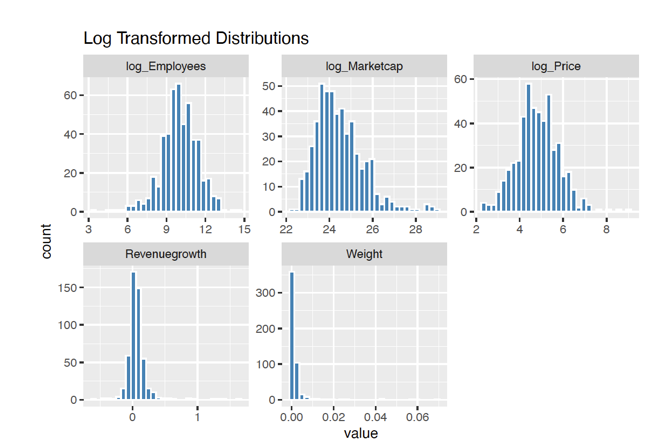 Log Transformed Distributions
log_Employees
log_Marketcap
log_Price
60
40
20
0
3 6 9 12 15
50
40
30
20
10
0
22 24 26 28
60
40
20
0
2 4 6 8
count
Revenuegrowth
Weight
150
100
50
0
0 1
300
200
100
0
0.00 0.02 0.04 0.06
value